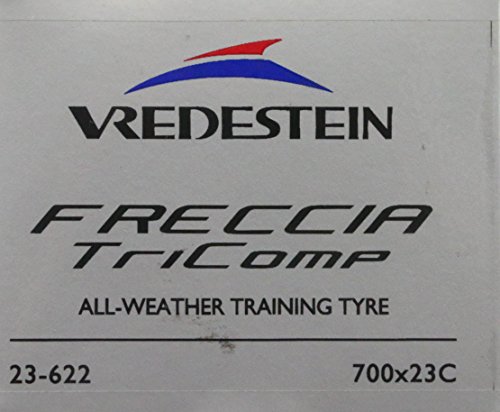 VREDESTEIN
FRECCIA
TriComp
ALL-WEATHER TRAINING TYRE
23-622 700x23C